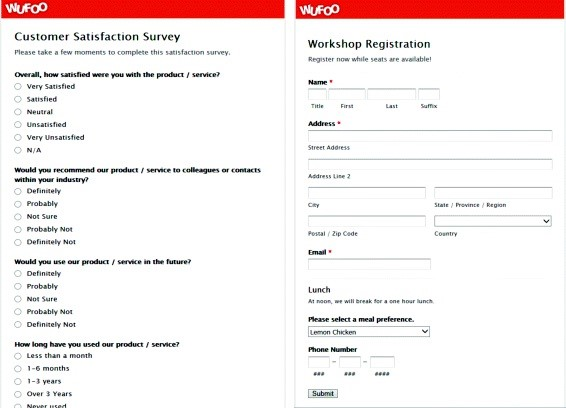 WUFOO
Customer Satisfaction Survey
Please take a few moments to complete this satisfaction survey.
Overall, how satisfied were you with the product / service?
Very Satisfied
Satisfied
Neutral
Unsatisfied
Very Unsatisfied
N/A
Would you recommend our product / service to colleagues or contacts
within your industry?
Definitely
Probably
Not Sure
Probably Not
Definitely Not
Would you use our product / service in the future?
Definitely
Probably
Not Sure
Probably Not
Definitely Not
How long have you used our product / service?
Less than a month
1-6 months
1-3 years
Over 3 Years
Never used
WUFOO
Workshop Registration
Register now while seats are available!
Name *
Title First Last Suffix
Address *
Street Address
Address Line 2
City State / Province / Region
Postal / Zip Code Country
Email *
Lunch
At noon, we will break for a one hour lunch.
Please select a meal preference.
Lemon Chicken
Phone Number
- -
### ### ####
Submit